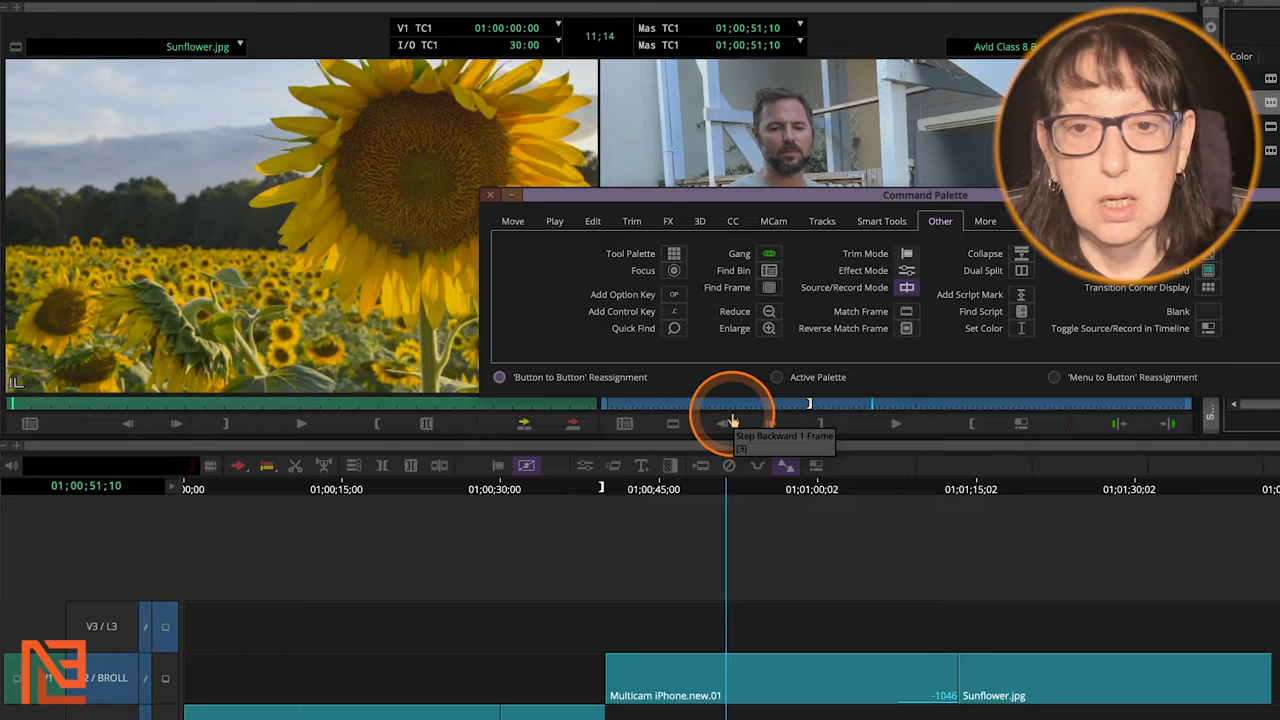 V1 TC1 01:00:00:00
I/O TC1 30:00
11;14
Mas TC1 01;00;51;10
Mas TC1 01;00;51;10
Sunflower.jpg
Avid Class 8 B
Color
Command Palette
Move Play Edit Trim FX 3D CC MCam Tracks Smart Tools Other More
Tool Palette Gang Trim Mode Collapse
Focus Find Bin Effect Mode Dual Split
Find Frame Source/Record Mode Transition Corner Display
Add Option Key OP Add Script Mark
Add Control Key .C Reduce Match Frame Find Script Blank
Quick Find Enlarge Reverse Match Frame Set Color Toggle Source/Record in Timeline
'Button to Button' Reassignment Active Palette 'Menu to Button' Reassignment
S...
Step Backward 1 Frame
[3]
01;00;51;10
00;00 01;00;15;00 01;00;30;00 01;00;45;00 01;01;00;02 01;01;15;02 01;01;30;02
V3 / L3
V1 2 / BROLL
Multicam iPhone.new.01 -1046 Sunflower.jpg